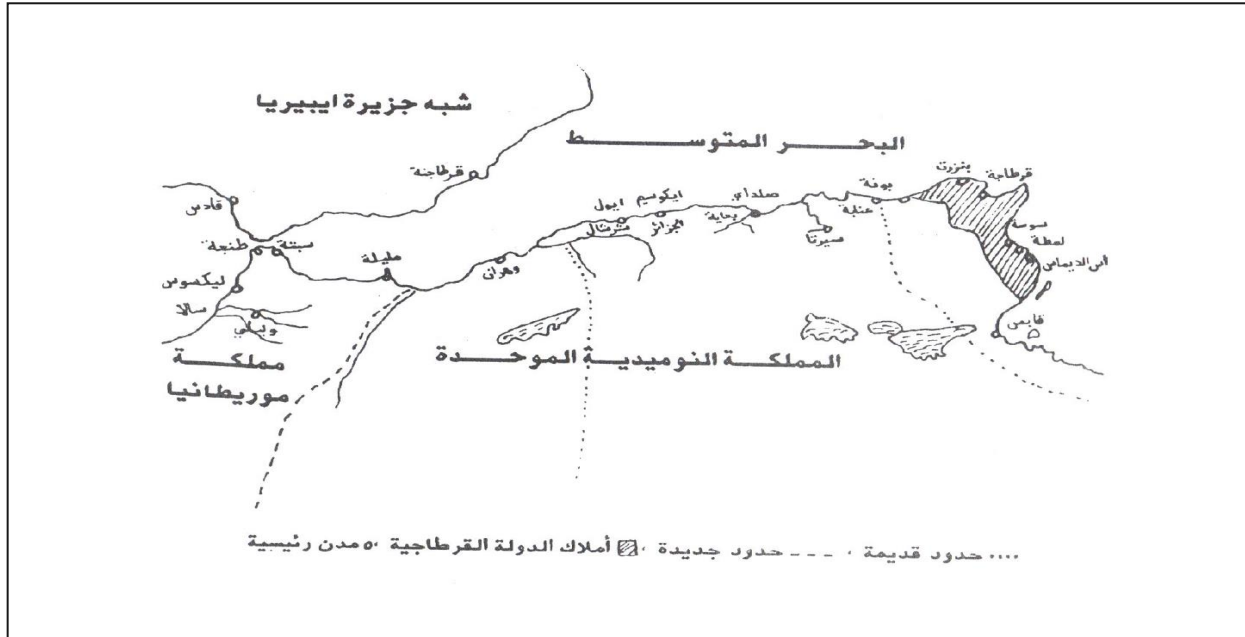 شبه جزيرة ايبيريا
البحر المتوسط
قرطاجنة
قادس
بنزرت
قرطاجة
بونة
عنابة
صلداي
بجاية
ايكوسيم
الجزائر
ايول
شرشال
سيرتا
سوسة
لمطة
رأس الديماس
قابس
سبتة
طنجة
مليلة
وهران
ليكسوس
سالا
وليلي
المملكة النوميدية الموحدة
مملكة
موريطانيا
.... حدود قديمة ، - - - حدود جديدة ، أملاك الدولة القرطاجية ، ٥ مدن رئيسية